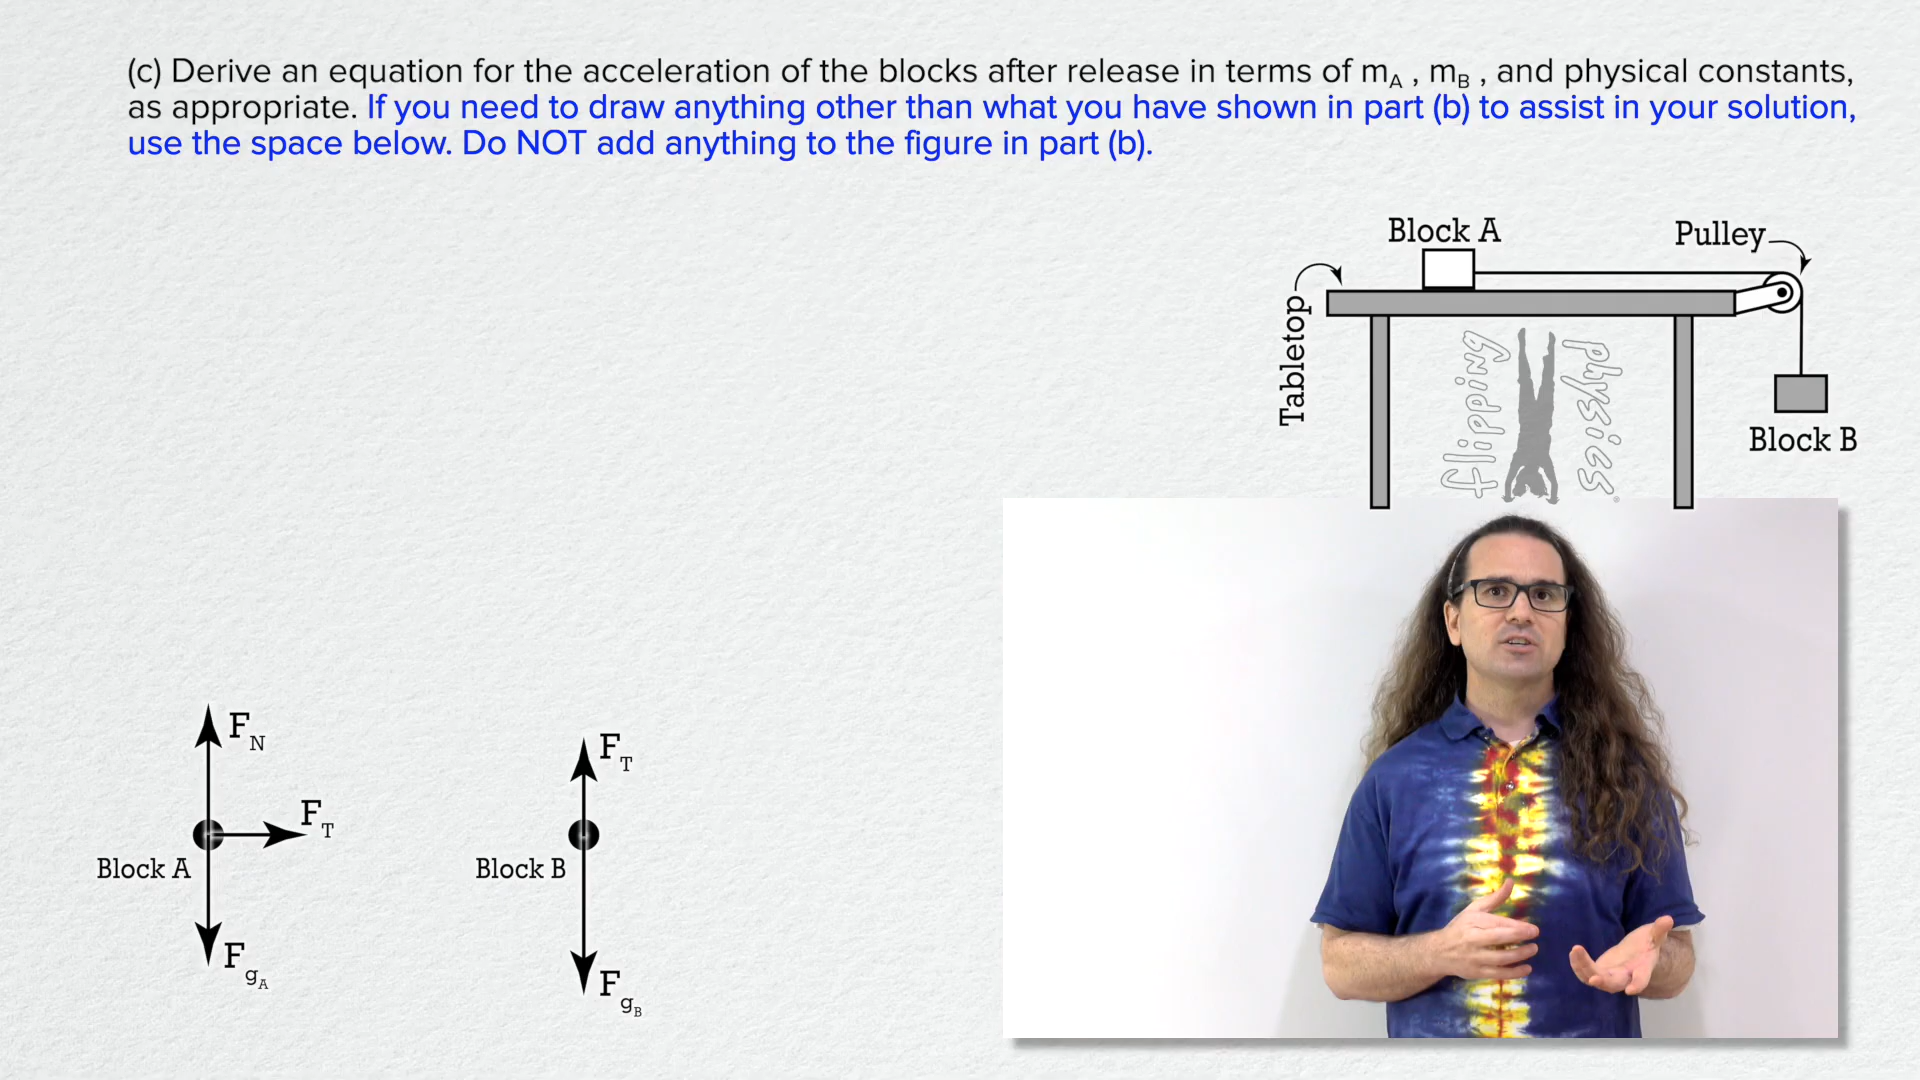 (c) Derive an equation for the acceleration of the blocks after release in terms of mA , mB , and physical constants,
as appropriate. If you need to draw anything other than what you have shown in part (b) to assist in your solution,
use the space below. Do NOT add anything to the figure in part (b).
Block A
Pulley
Tabletop
flipping
physics
Block B
FN
FT
Block A
FgA
FT
Block B
FgB